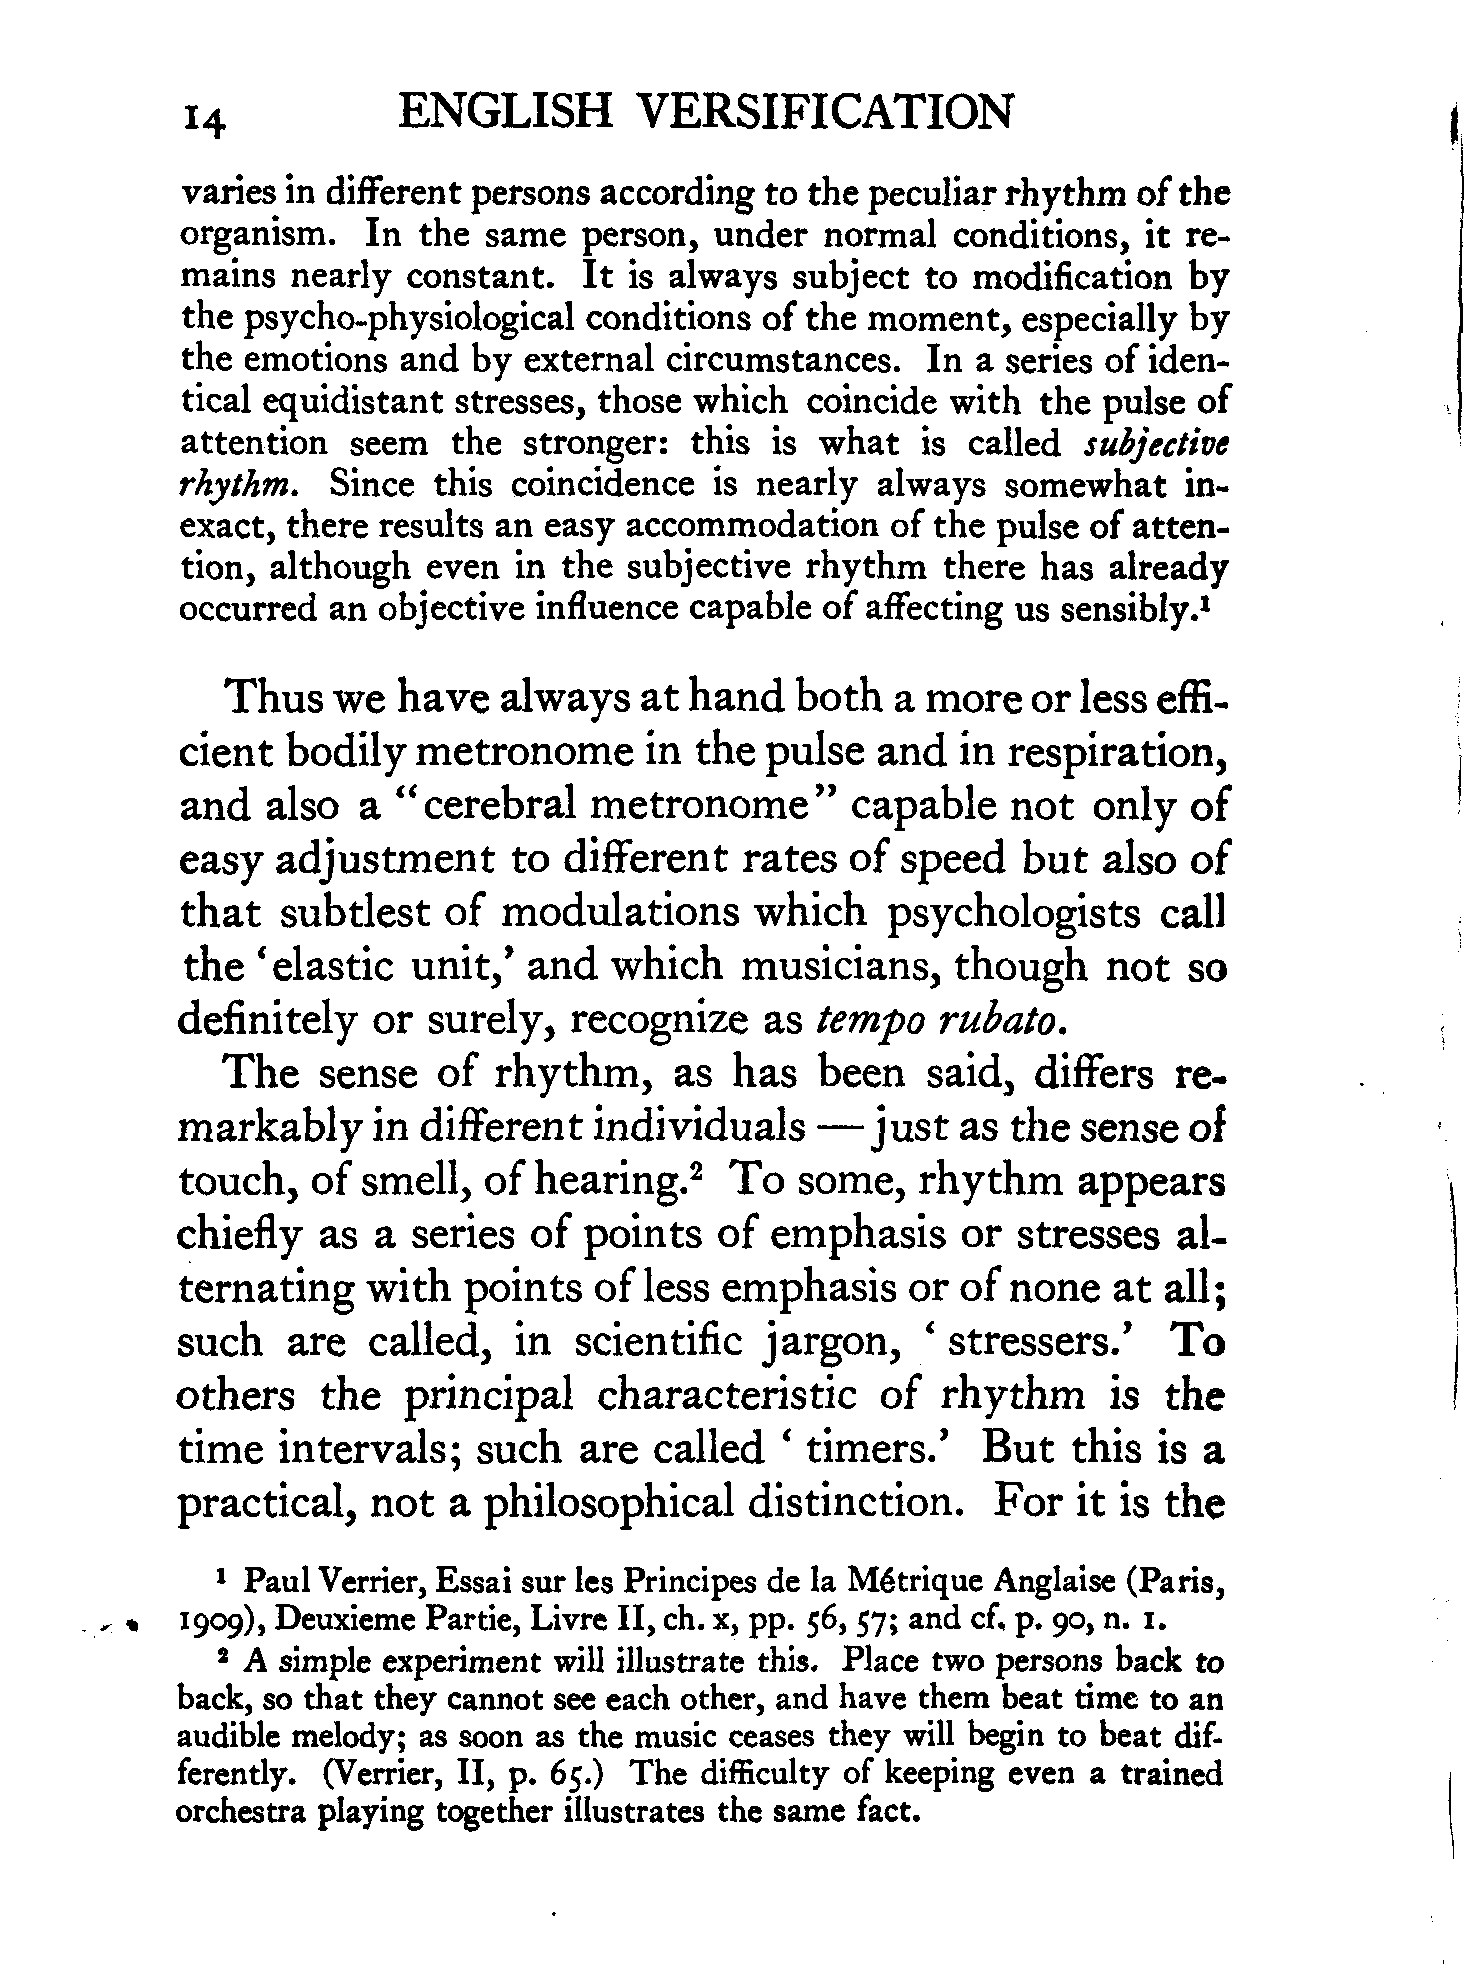 14 ENGLISH VERSIFICATION
varies in different persons according to the peculiar rhythm of the
organism. In the same person, under normal conditions, it re-
mains nearly constant. It is always subject to modification by
the psycho-physiological conditions of the moment, especially by
the emotions and by external circumstances. In a series of iden-
tical equidistant stresses, those which coincide with the pulse of
attention seem the stronger: this is what is called subjective
rhythm. Since this coincidence is nearly always somewhat in-
exact, there results an easy accommodation of the pulse of atten-
tion, although even in the subjective rhythm there has already
occurred an objective influence capable of affecting us sensibly.¹
Thus we have always at hand both a more or less effi-
cient bodily metronome in the pulse and in respiration,
and also a “cerebral metronome” capable not only of
easy adjustment to different rates of speed but also of
that subtlest of modulations which psychologists call
the ‘elastic unit,’ and which musicians, though not so
definitely or surely, recognize as tempo rubato.
The sense of rhythm, as has been said, differs re-
markably in different individuals — just as the sense of
touch, of smell, of hearing.² To some, rhythm appears
chiefly as a series of points of emphasis or stresses al-
ternating with points of less emphasis or of none at all;
such are called, in scientific jargon, ‘ stressers.’ To
others the principal characteristic of rhythm is the
time intervals; such are called ‘ timers.’ But this is a
practical, not a philosophical distinction. For it is the
¹ Paul Verrier, Essai sur les Principes de la Métrique Anglaise (Paris,
1909), Deuxieme Partie, Livre II, ch. x, pp. 56, 57; and cf. p. 90, n. 1.
² A simple experiment will illustrate this. Place two persons back to
back, so that they cannot see each other, and have them beat time to an
audible melody; as soon as the music ceases they will begin to beat dif-
ferently. (Verrier, II, p. 65.) The difficulty of keeping even a trained
orchestra playing together illustrates the same fact.